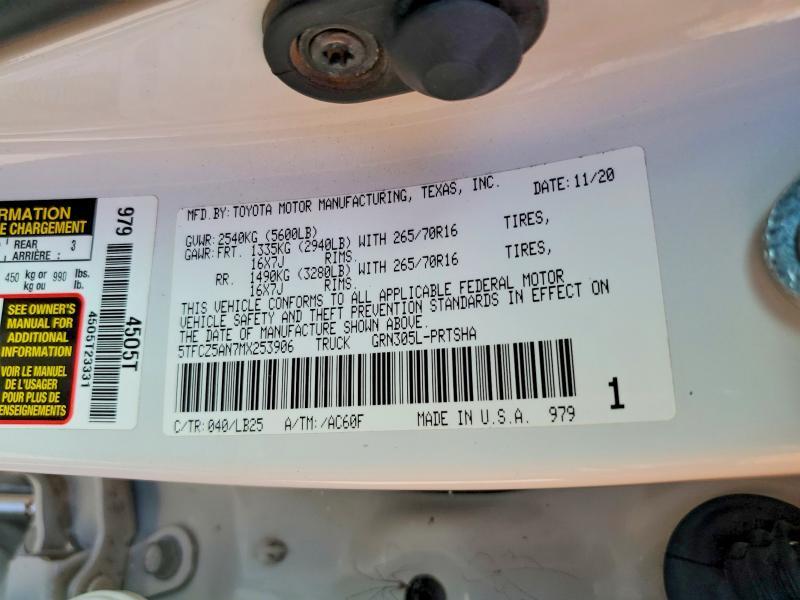 RMATION
E CHARGEMENT
REAR 3
ARRIÈRE :
450 kg or 990 lbs.
kg ou lb.
SEE OWNER'S
MANUAL FOR
ADDITIONAL
INFORMATION
VOIR LE MANUEL
DE L'USAGER
POUR PLUS DE
RENSEIGNEMENTS
979 4505T
4505T23331
MFD. BY: TOYOTA MOTOR MANUFACTURING, TEXAS, INC. DATE: 11/20
GVWR: 2540KG (5600LB)
GAWR: FRT. 1335KG (2940LB) WITH 265/70R16 TIRES,
16X7J RIMS.
RR. 1490KG (3280LB) WITH 265/70R16 TIRES,
16X7J RIMS.
THIS VEHICLE CONFORMS TO ALL APPLICABLE FEDERAL MOTOR
VEHICLE SAFETY AND THEFT PREVENTION STANDARDS IN EFFECT ON
THE DATE OF MANUFACTURE SHOWN ABOVE.
5TFCZ5AN7MX253906 TRUCK GRN305L-PRTSHA
C/TR: 040/LB25 A/TM: /AC60F MADE IN U.S.A. 979 1